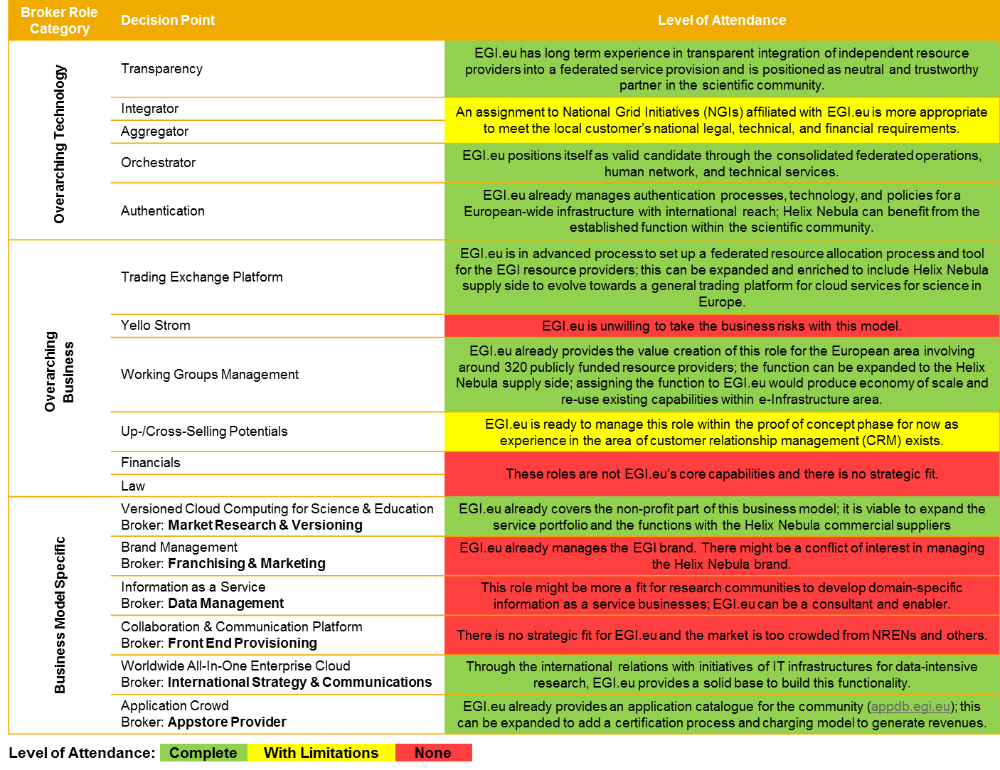 Broker Role
Category
Decision Point
Level of Attendance
Overarching Technology
Transparency
EGI.eu has long term experience in transparent integration of independent resource
providers into a federated service provision and is positioned as neutral and trustworthy
partner in the scientific community.
Integrator
Aggregator
An assignment to National Grid Initiatives (NGIs) affiliated with EGI.eu is more appropriate
to meet the local customer's national legal, technical, and financial requirements.
Orchestrator
EGI.eu positions itself as valid candidate through the consolidated federated operations,
human network, and technical services.
Authentication
EGI.eu already manages authentication processes, technology, and policies for a
European-wide infrastructure with international reach; Helix Nebula can benefit from the
established function within the scientific community.
Overarching
Business
Trading Exchange Platform
EGI.eu is in advanced process to set up a federated resource allocation process and tool
for the EGI resource providers; this can be expanded and enriched to include Helix Nebula
supply side to evolve towards a general trading platform for cloud services for science in
Europe.
Yello Strom
EGI.eu is unwilling to take the business risks with this model.
Working Groups Management
EGI.eu already provides the value creation of this role for the European area involving
around 320 publicly funded resource providers; the function can be expanded to the Helix
Nebula supply side; assigning the function to EGI.eu would produce economy of scale and
re-use existing capabilities within e-Infrastructure area.
Up-/Cross-Selling Potentials
EGI.eu is ready to manage this role within the proof of concept phase for now as
experience in the area of customer relationship management (CRM) exists.
Financials
Law
These roles are not EGI.eu's core capabilities and there is no strategic fit.
Business Model Specific
Versioned Cloud Computing for Science & Education
Broker: Market Research & Versioning
EGI.eu already covers the non-profit part of this business model; it is viable to expand the
service portfolio and the functions with the Helix Nebula commercial suppliers
Brand Management
Broker: Franchising & Marketing
EGI.eu already manages the EGI brand. There might be a conflict of interest in managing
the Helix Nebula brand.
Information as a Service
Broker: Data Management
This role might be more a fit for research communities to develop domain-specific
information as a service businesses; EGI.eu can be a consultant and enabler.
Collaboration & Communication Platform
Broker: Front End Provisioning
There is no strategic fit for EGI.eu and the market is too crowded from NRENs and others.
Worldwide All-In-One Enterprise Cloud
Broker: International Strategy & Communications
Through the international relations with initiatives of IT infrastructures for data-intensive
research, EGI.eu provides a solid base to build this functionality.
Application Crowd
Broker: Appstore Provider
EGI.eu already provides an application catalogue for the community (appdb.egi.eu); this
can be expanded to add a certification process and charging model to generate revenues.
Level of Attendance: Complete With Limitations None